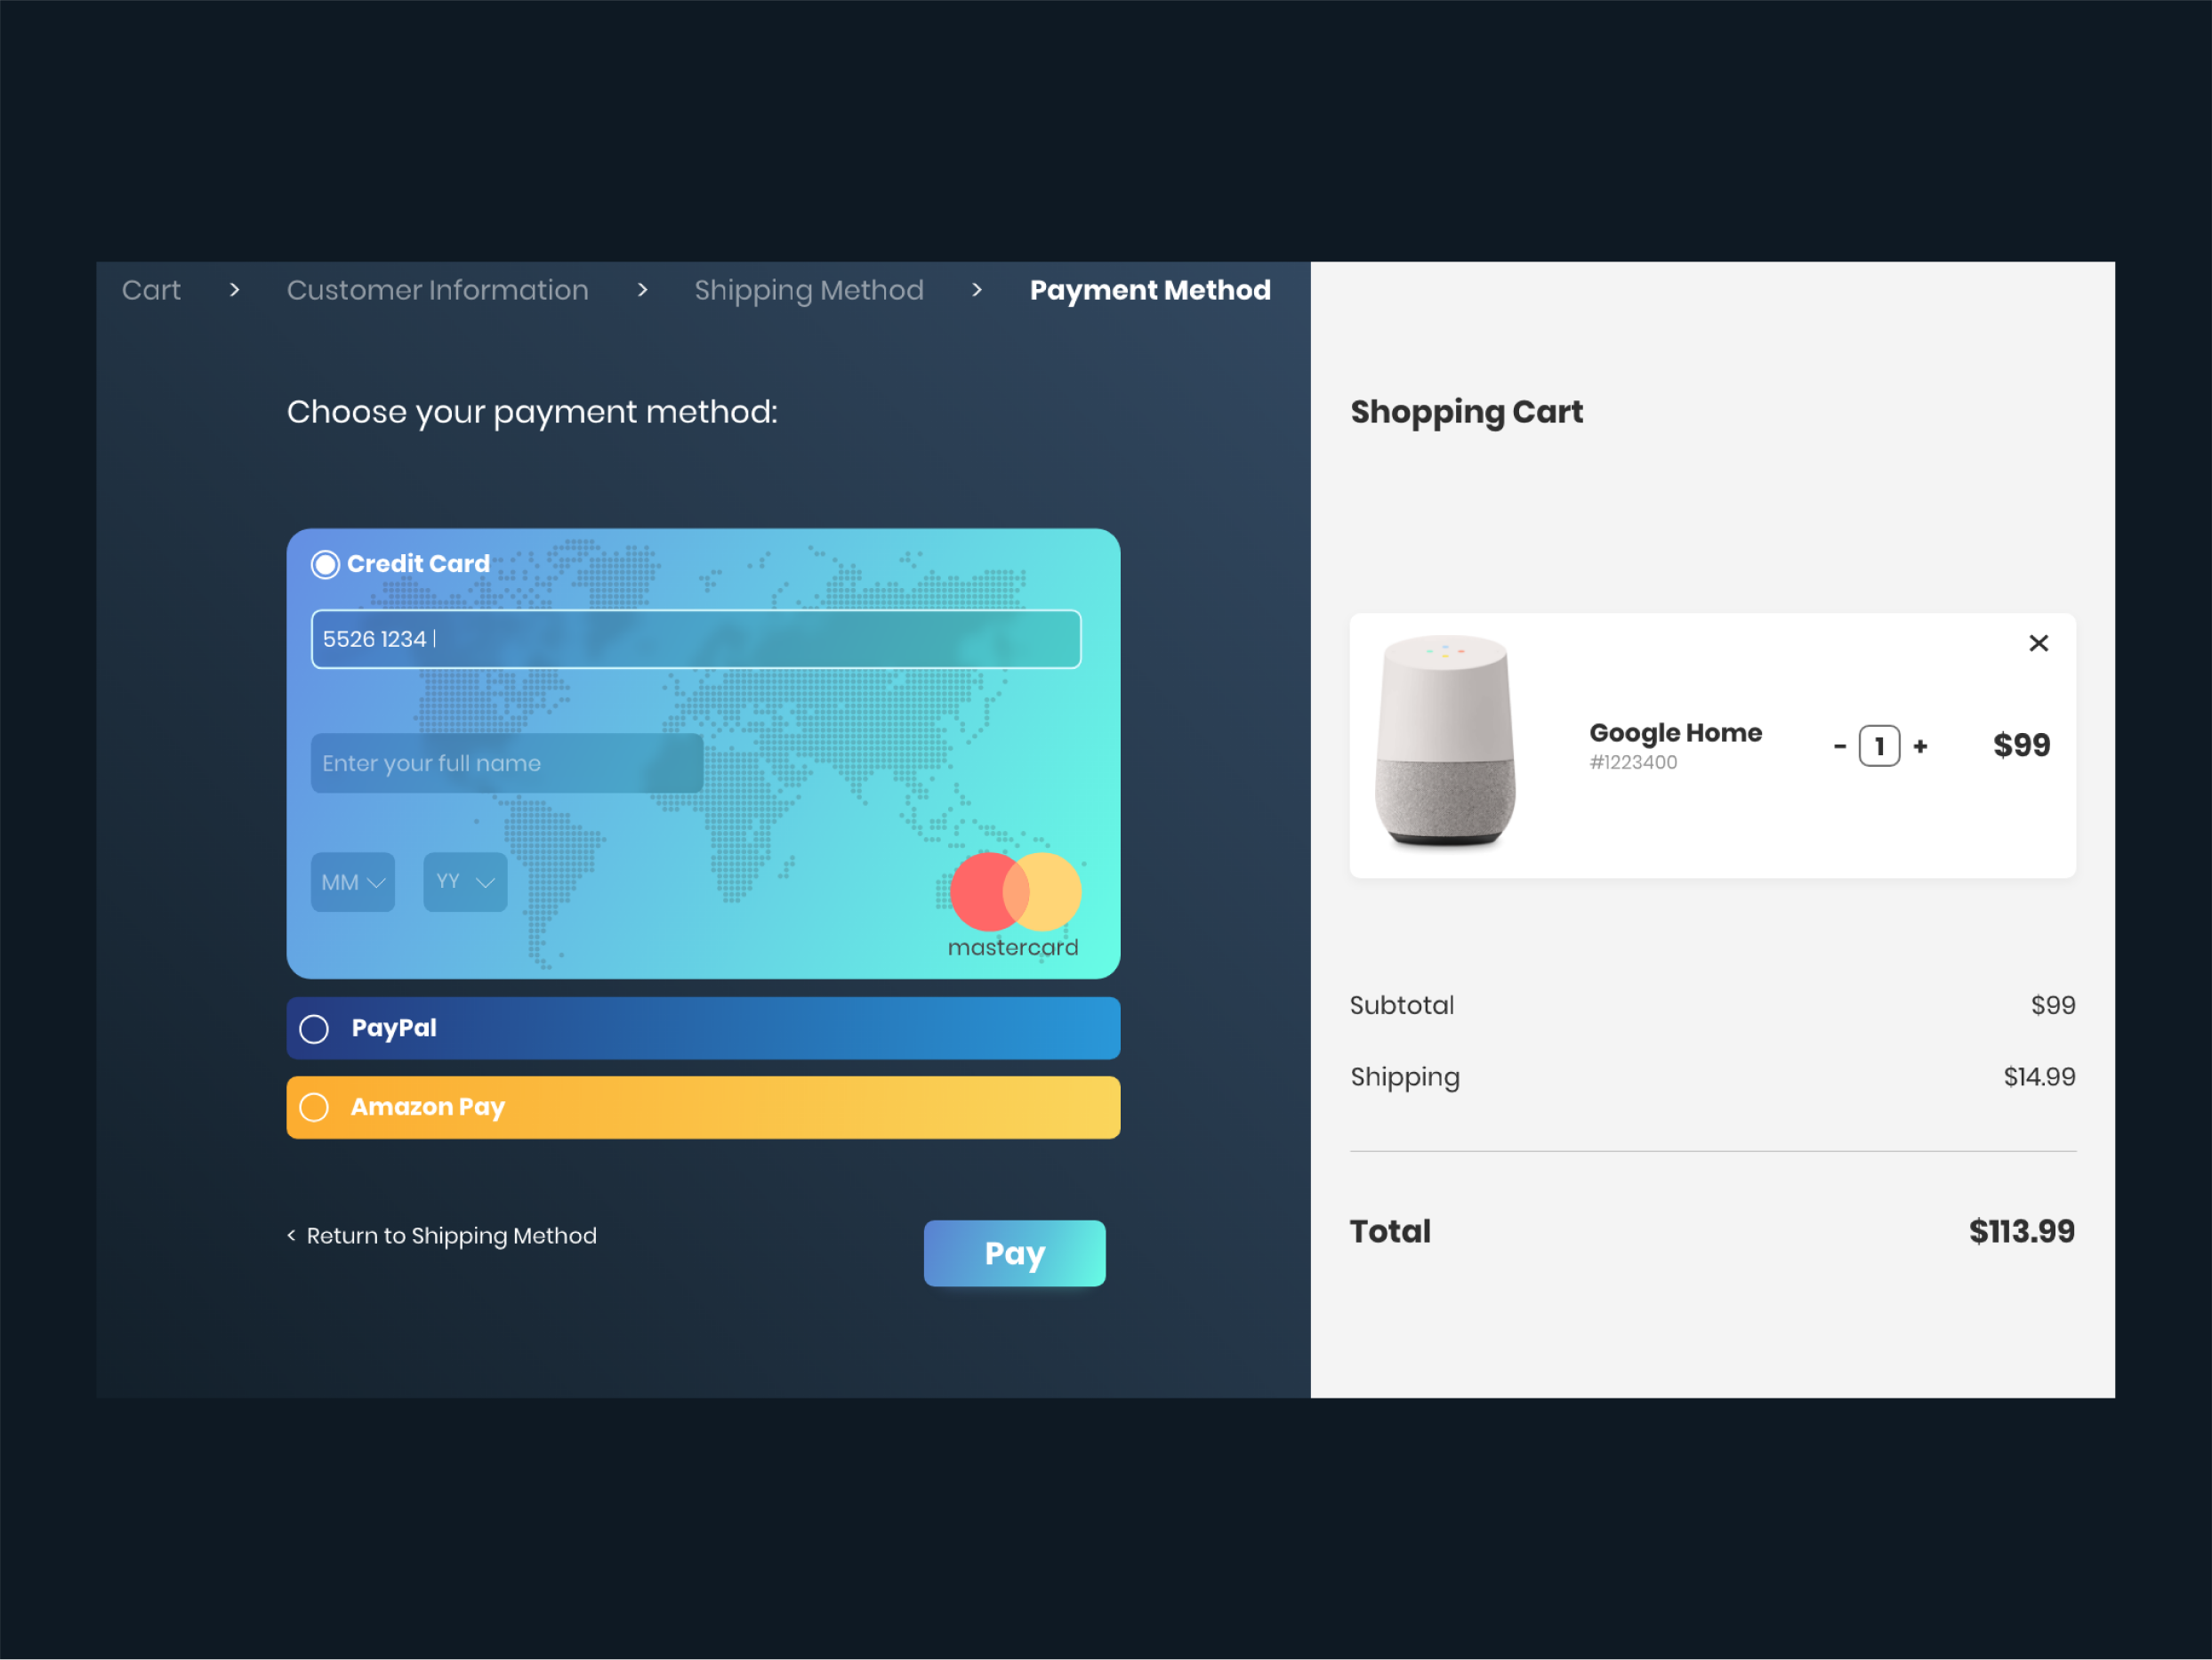 Cart > Customer Information > Shipping Method > Payment Method
Choose your payment method:
Credit Card
5526 1234
Enter your full name
MM
YY
mastercard
PayPal
Amazon Pay
< Return to Shipping Method
Pay
Shopping Cart
Google Home
#1223400
- 1 +
$99
Subtotal $99
Shipping $14.99
Total $113.99